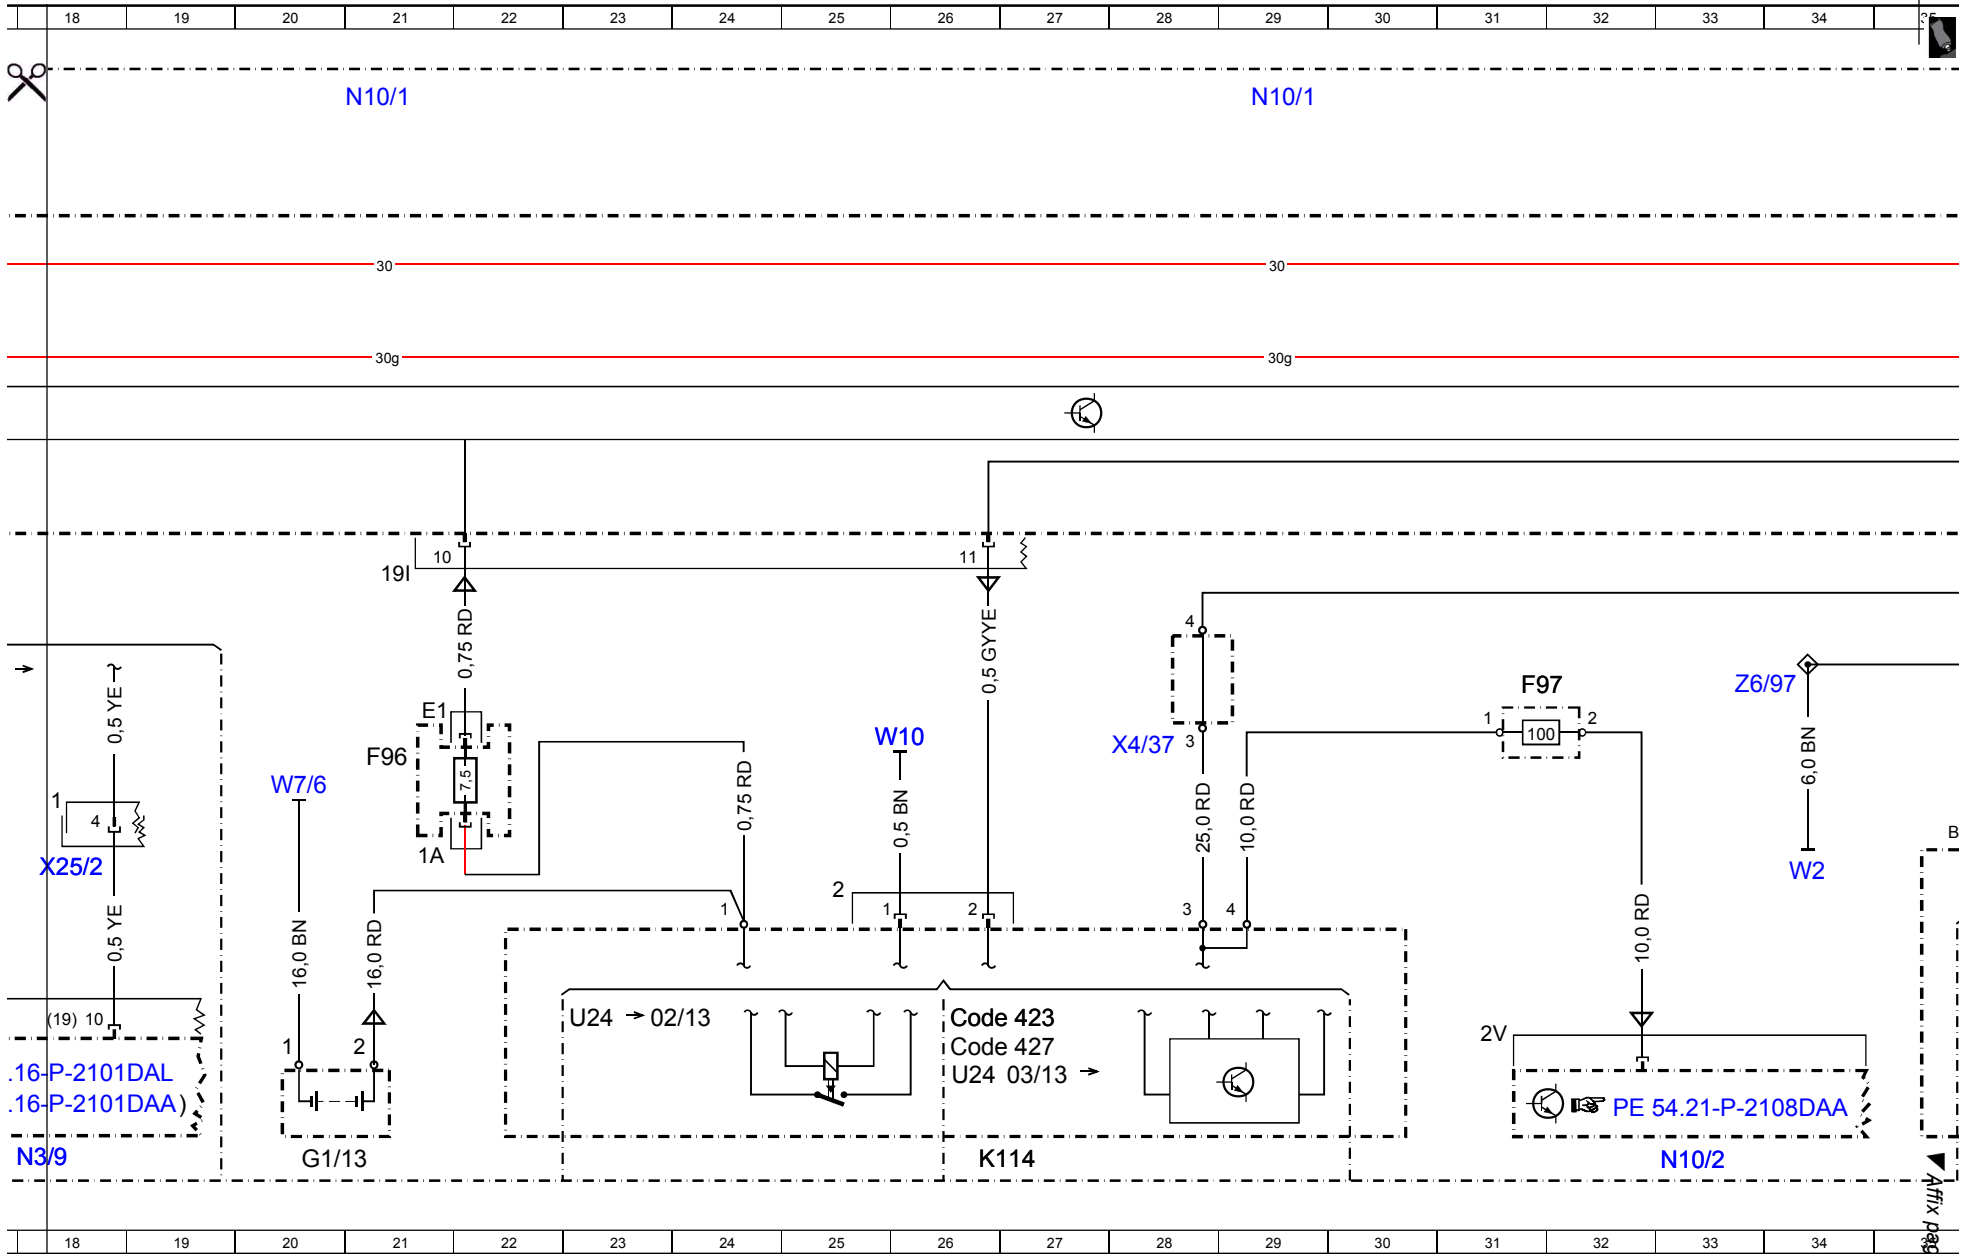 18 19 20 21 22 23 24 25 26 27 28 29 30 31 32 33 34 35
N10/1 N10/1
30 30
30g 30g
10 11
19I
0,75 RD
0,5 GYYE
4
0,5 YE
E1
F96
7,5
1A
0,75 RD
W10
0,5 BN
X4/37
3
25,0 RD
10,0 RD
F97
1 100 2
Z6/97
6,0 BN
W2
B
1
4
X25/2
0,5 YE
W7/6
16,0 BN
16,0 RD
1
2
1 2
3 4
10,0 RD
(19) 10
.16-P-2101DAL
.16-P-2101DAA)
N3/9
1 2
G1/13
U24 → 02/13
Code 423
Code 427
U24 03/13 →
K114
2V
PE 54.21-P-2108DAA
N10/2
Affix pag
18 19 20 21 22 23 24 25 26 27 28 29 30 31 32 33 34